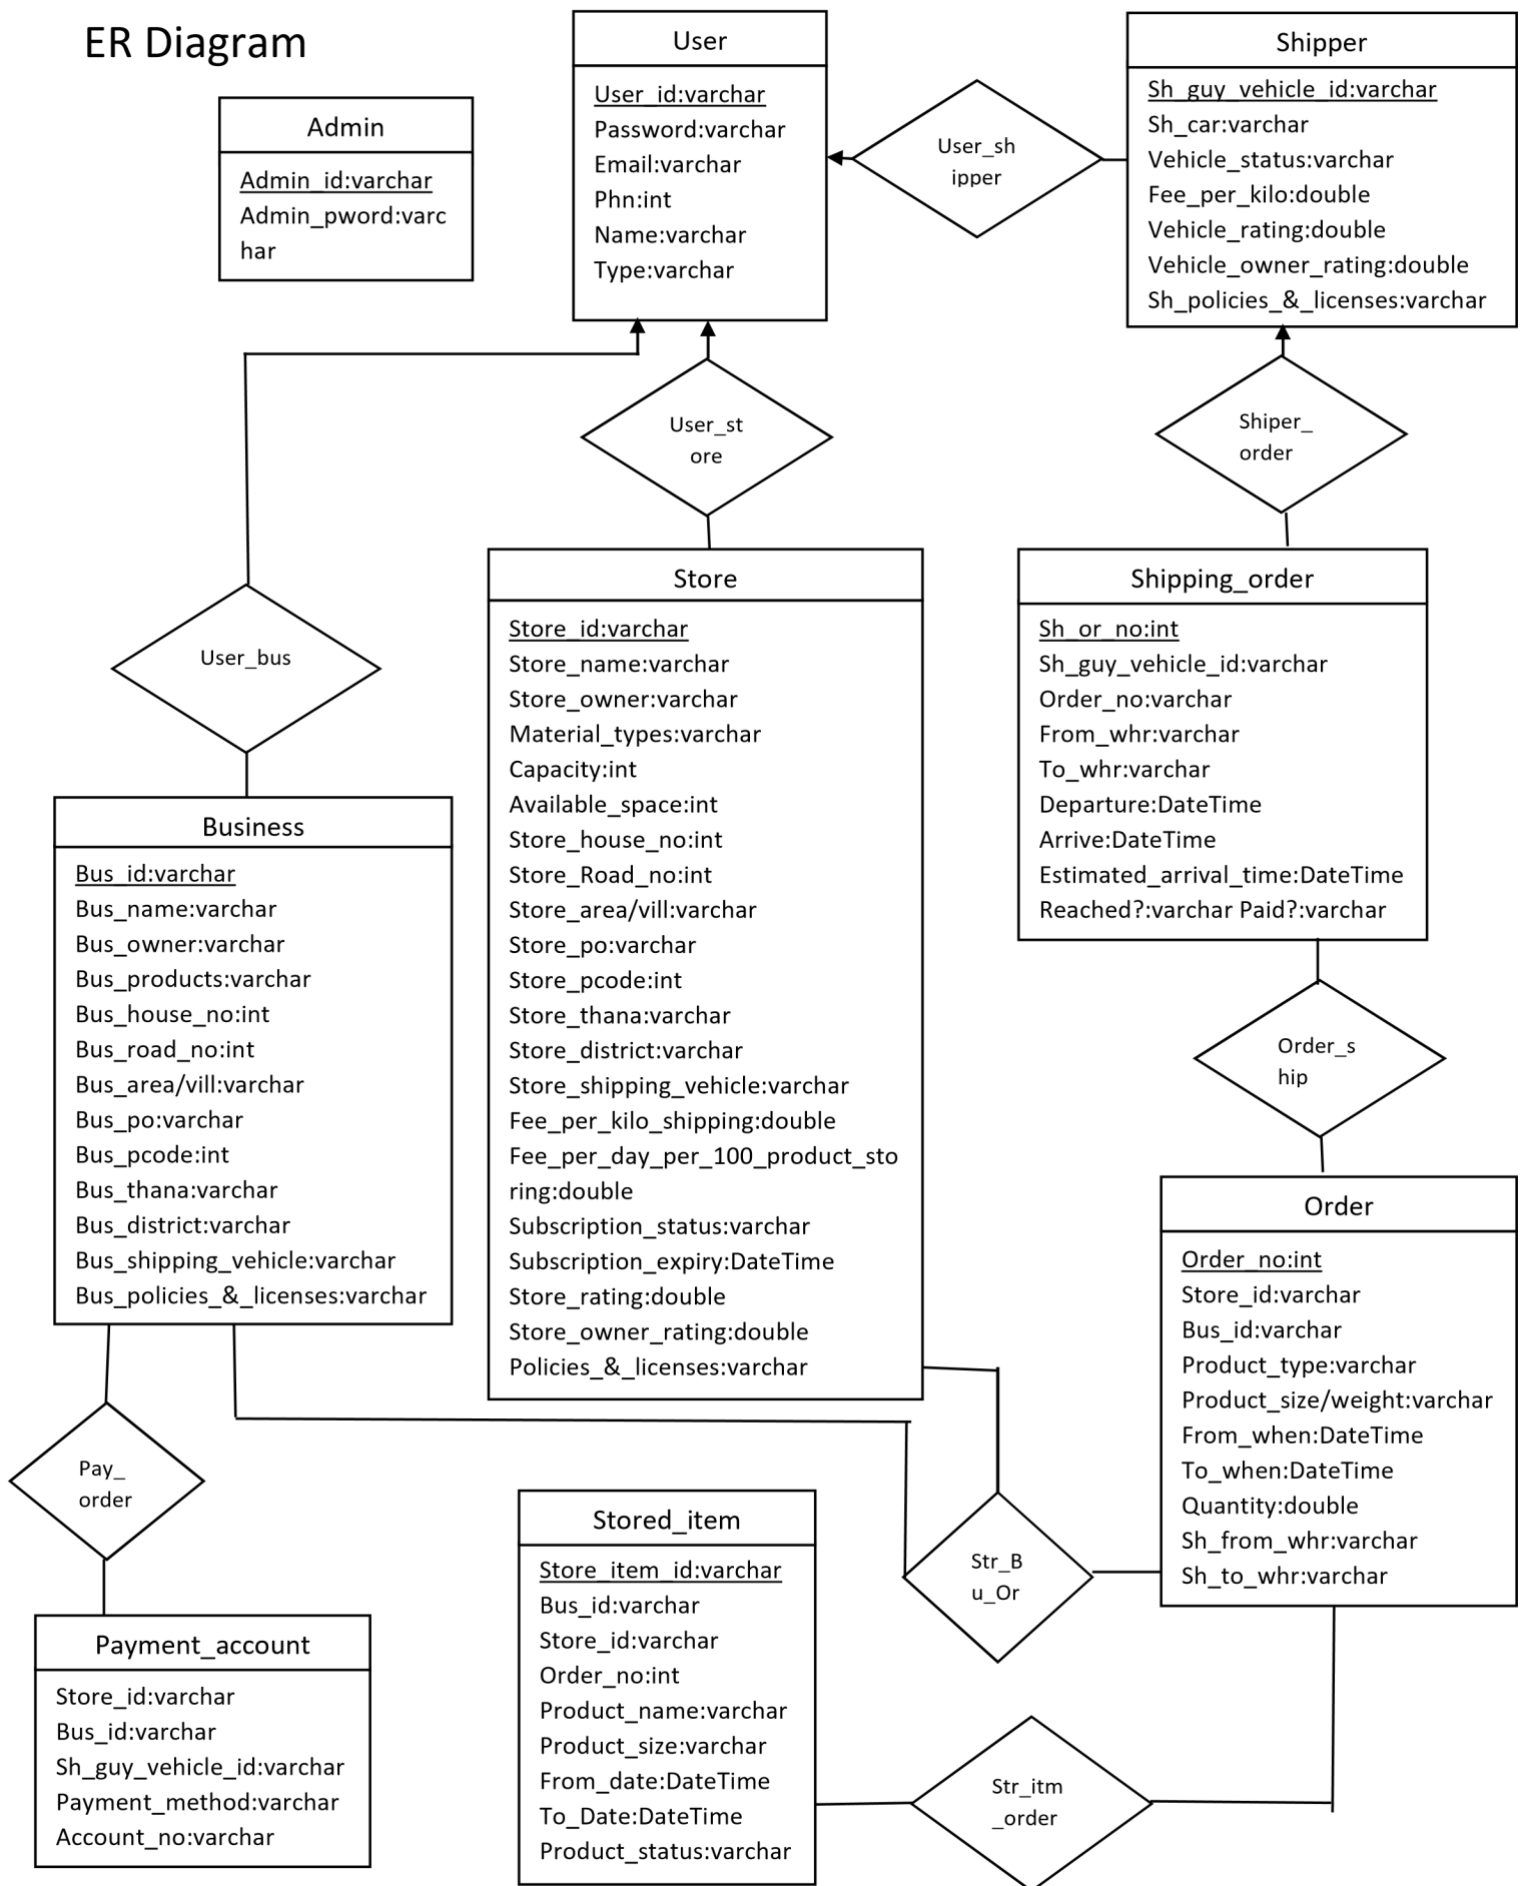 ER Diagram
Admin
Admin_id:varchar
Admin_pword:varc
har
User
User_id:varchar
Password:varchar
Email:varchar
Phn:int
Name:varchar
Type:varchar
User_sh
ipper
Shipper
Sh_guy_vehicle_id:varchar
Sh_car:varchar
Vehicle_status:varchar
Fee_per_kilo:double
Vehicle_rating:double
Vehicle_owner_rating:double
Sh_policies_&_licenses:varchar
User_st
ore
Shiper_
order
User_bus
Store
Store_id:varchar
Store_name:varchar
Store_owner:varchar
Material_types:varchar
Capacity:int
Available_space:int
Store_house_no:int
Store_Road_no:int
Store_area/vill:varchar
Store_po:varchar
Store_pcode:int
Store_thana:varchar
Store_district:varchar
Store_shipping_vehicle:varchar
Fee_per_kilo_shipping:double
Fee_per_day_per_100_product_sto
ring:double
Subscription_status:varchar
Subscription_expiry:DateTime
Store_rating:double
Store_owner_rating:double
Policies_&_licenses:varchar
Shipping_order
Sh_or_no:int
Sh_guy_vehicle_id:varchar
Order_no:varchar
From_whr:varchar
To_whr:varchar
Departure:DateTime
Arrive:DateTime
Estimated_arrival_time:DateTime
Reached?:varchar Paid?:varchar
Business
Bus_id:varchar
Bus_name:varchar
Bus_owner:varchar
Bus_products:varchar
Bus_house_no:int
Bus_road_no:int
Bus_area/vill:varchar
Bus_po:varchar
Bus_pcode:int
Bus_thana:varchar
Bus_district:varchar
Bus_shipping_vehicle:varchar
Bus_policies_&_licenses:varchar
Order_s
hip
Order
Order_no:int
Store_id:varchar
Bus_id:varchar
Product_type:varchar
Product_size/weight:varchar
From_when:DateTime
To_when:DateTime
Quantity:double
Sh_from_whr:varchar
Sh_to_whr:varchar
Pay_
order
Str_B
u_Or
Stored_item
Store_item_id:varchar
Bus_id:varchar
Store_id:varchar
Order_no:int
Product_name:varchar
Product_size:varchar
From_date:DateTime
To_Date:DateTime
Product_status:varchar
Payment_account
Store_id:varchar
Bus_id:varchar
Sh_guy_vehicle_id:varchar
Payment_method:varchar
Account_no:varchar
Str_itm
_order